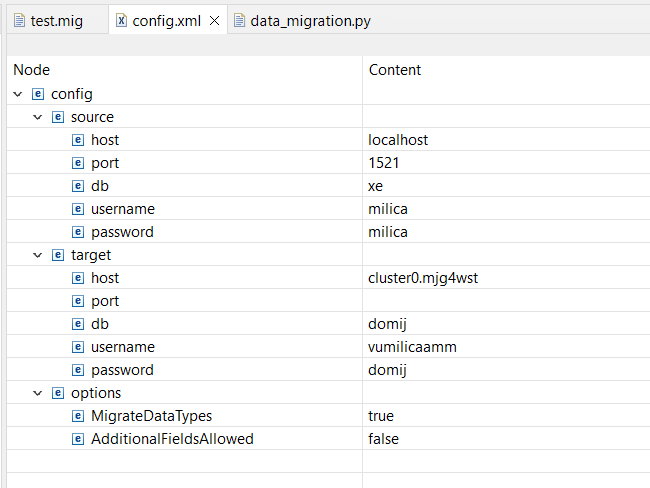 test.mig config.xml data_migration.py
Node Content
config
source
host localhost
port 1521
db xe
username milica
password milica
target
host cluster0.mjg4wst
port
db domij
username vumilicaamm
password domij
options
MigrateDataTypes true
AdditionalFieldsAllowed false